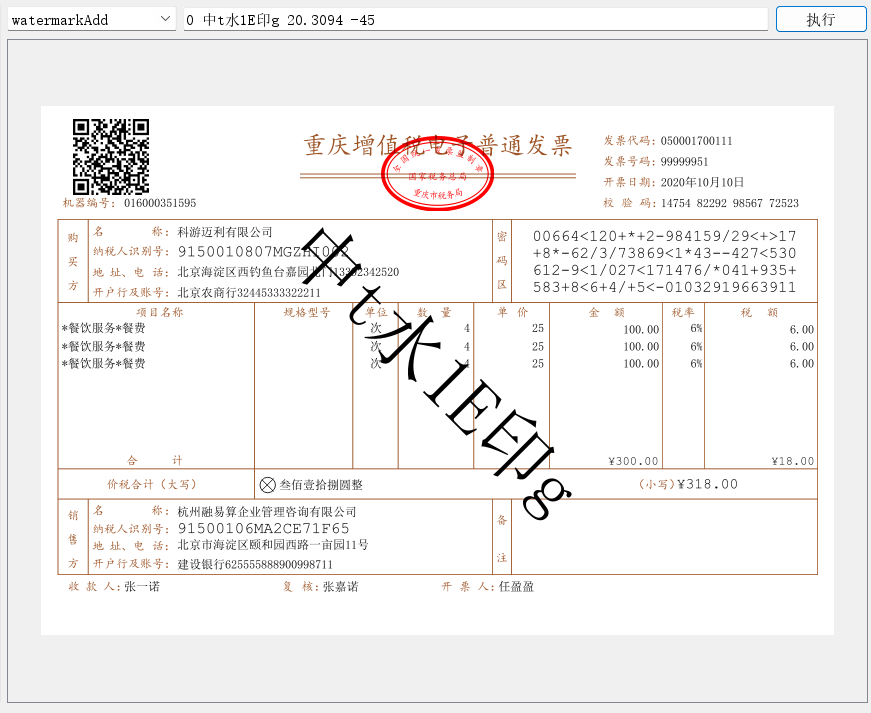 watermarkAdd 0 中t水1E印g 20.3094 -45 执行
重庆增值税电子普通发票
全国统一发票监制章
国家税务总局
重庆市税务局
发票代码: 050001700111
发票号码: 99999951
开票日期: 2020年10月10日
机器编号: 016000351595
校 验 码: 14754 82292 98567 72523
购买方
名 称: 科游迈利有限公司
纳税人识别号: 9150010807MGZHI002
地 址、电 话: 北京海淀区西钓鱼台嘉园北门13202342520
开户行及账号: 北京农商行32445333322211
密码区
00664<120+*+2-984159/29<+>17
+8*-62/3/73869<1*43--427<530
612-9<1/027<171476/*041+935+
583+8<6+4/+5<-01032919663911
项目名称 规格型号 单位 数 量 单 价 金 额 税率 税 额
*餐饮服务*餐费 次 4 25 100.00 6% 6.00
*餐饮服务*餐费 次 4 25 100.00 6% 6.00
*餐饮服务*餐费 次 4 25 100.00 6% 6.00
中t水1E印g
合 计 ¥300.00 ¥18.00
价税合计（大写） 叁佰壹拾捌圆整 (小写)¥318.00
销售方
名 称: 杭州融易算企业管理咨询有限公司
纳税人识别号: 91500106MA2CE71F65
地 址、电 话: 北京市海淀区颐和园西路一亩园11号
开户行及账号: 建设银行625555888900998711
备注
收 款 人: 张一诺 复 核: 张嘉诺 开 票 人: 任盈盈